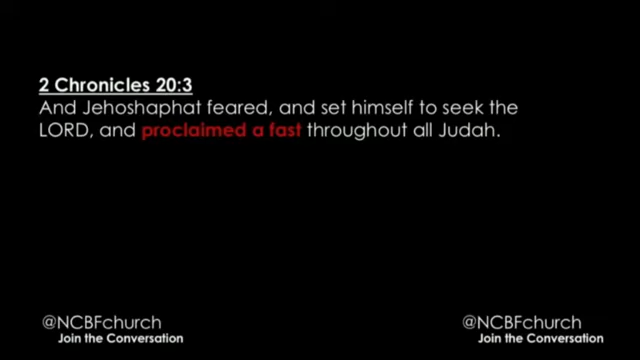 2 Chronicles 20:3
And Jehoshaphat feared, and set himself to seek the
LORD, and proclaimed a fast throughout all Judah.
@NCBFchurch
Join the Conversation
@NCBFchurch
Join the Conversation